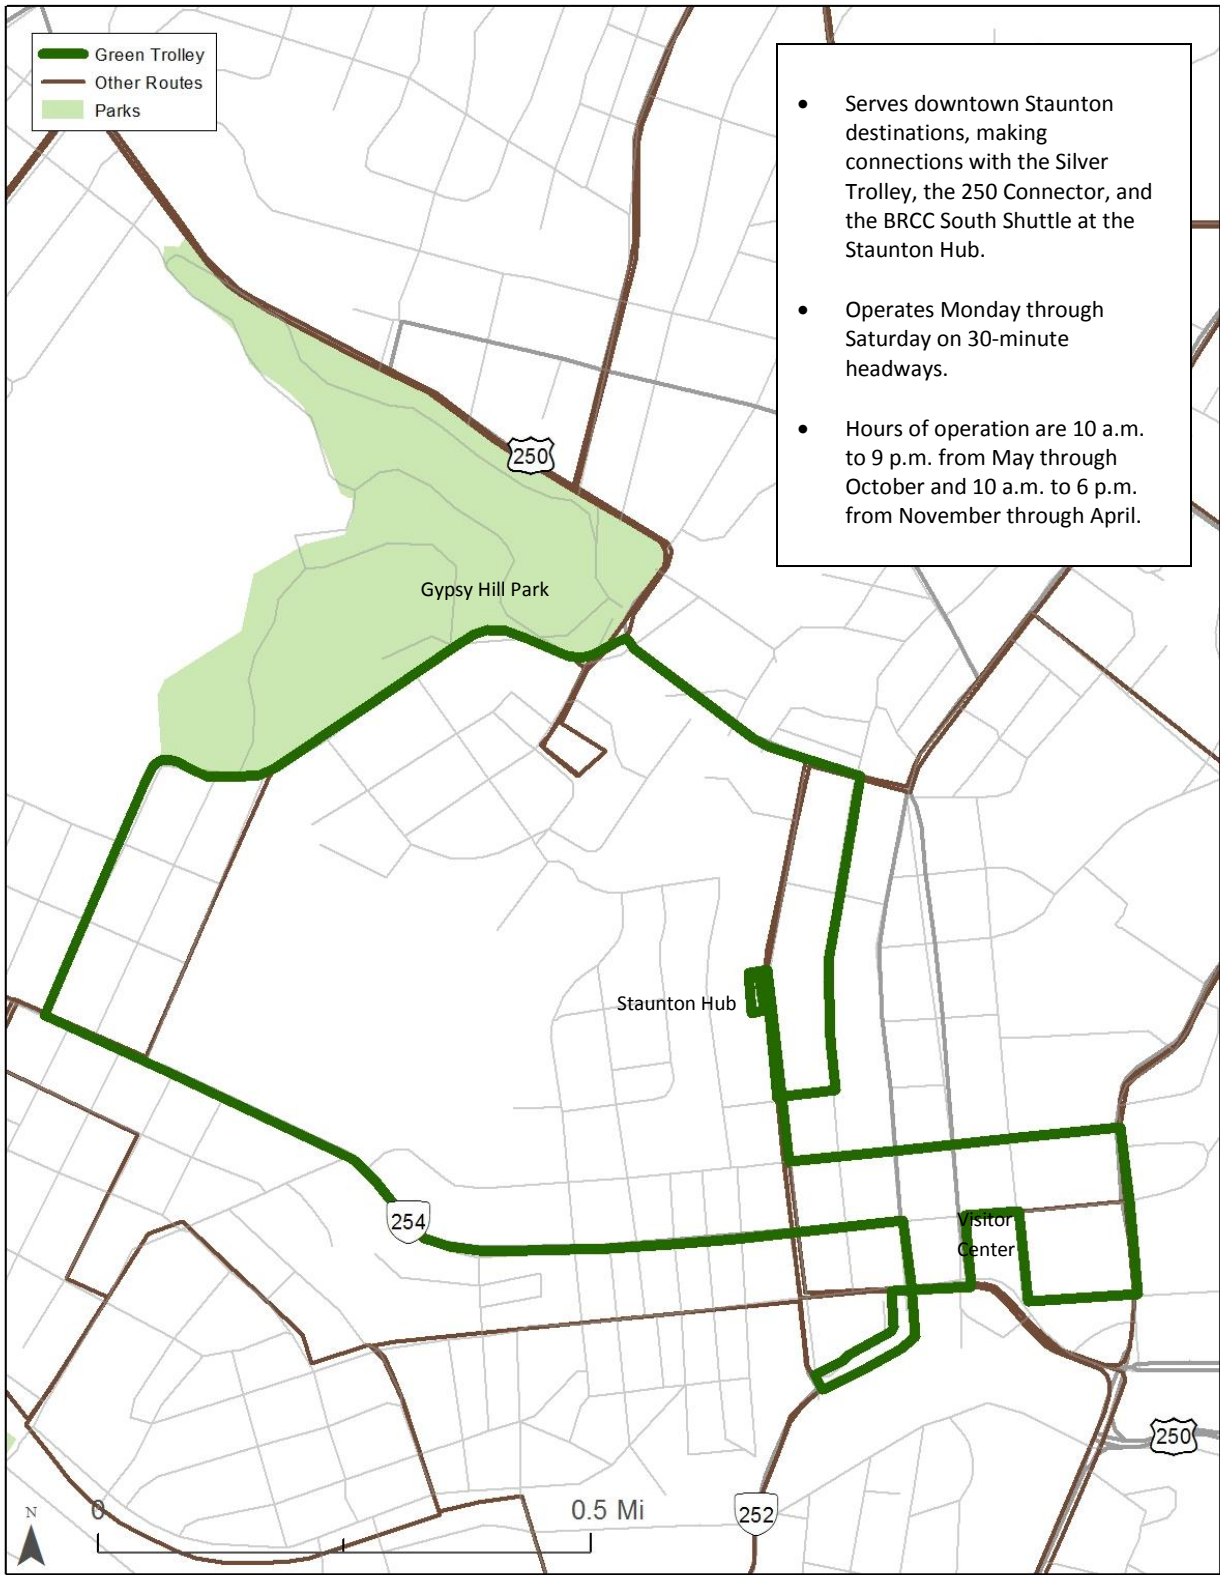 Green Trolley
Other Routes
Parks
• Serves downtown Staunton
destinations, making
connections with the Silver
Trolley, the 250 Connector, and
the BRCC South Shuttle at the
Staunton Hub.
• Operates Monday through
Saturday on 30-minute
headways.
• Hours of operation are 10 a.m.
to 9 p.m. from May through
October and 10 a.m. to 6 p.m.
from November through April.
250
Gypsy Hill Park
Staunton Hub
254
Visitor
Center
250
252
N
0 0.5 Mi